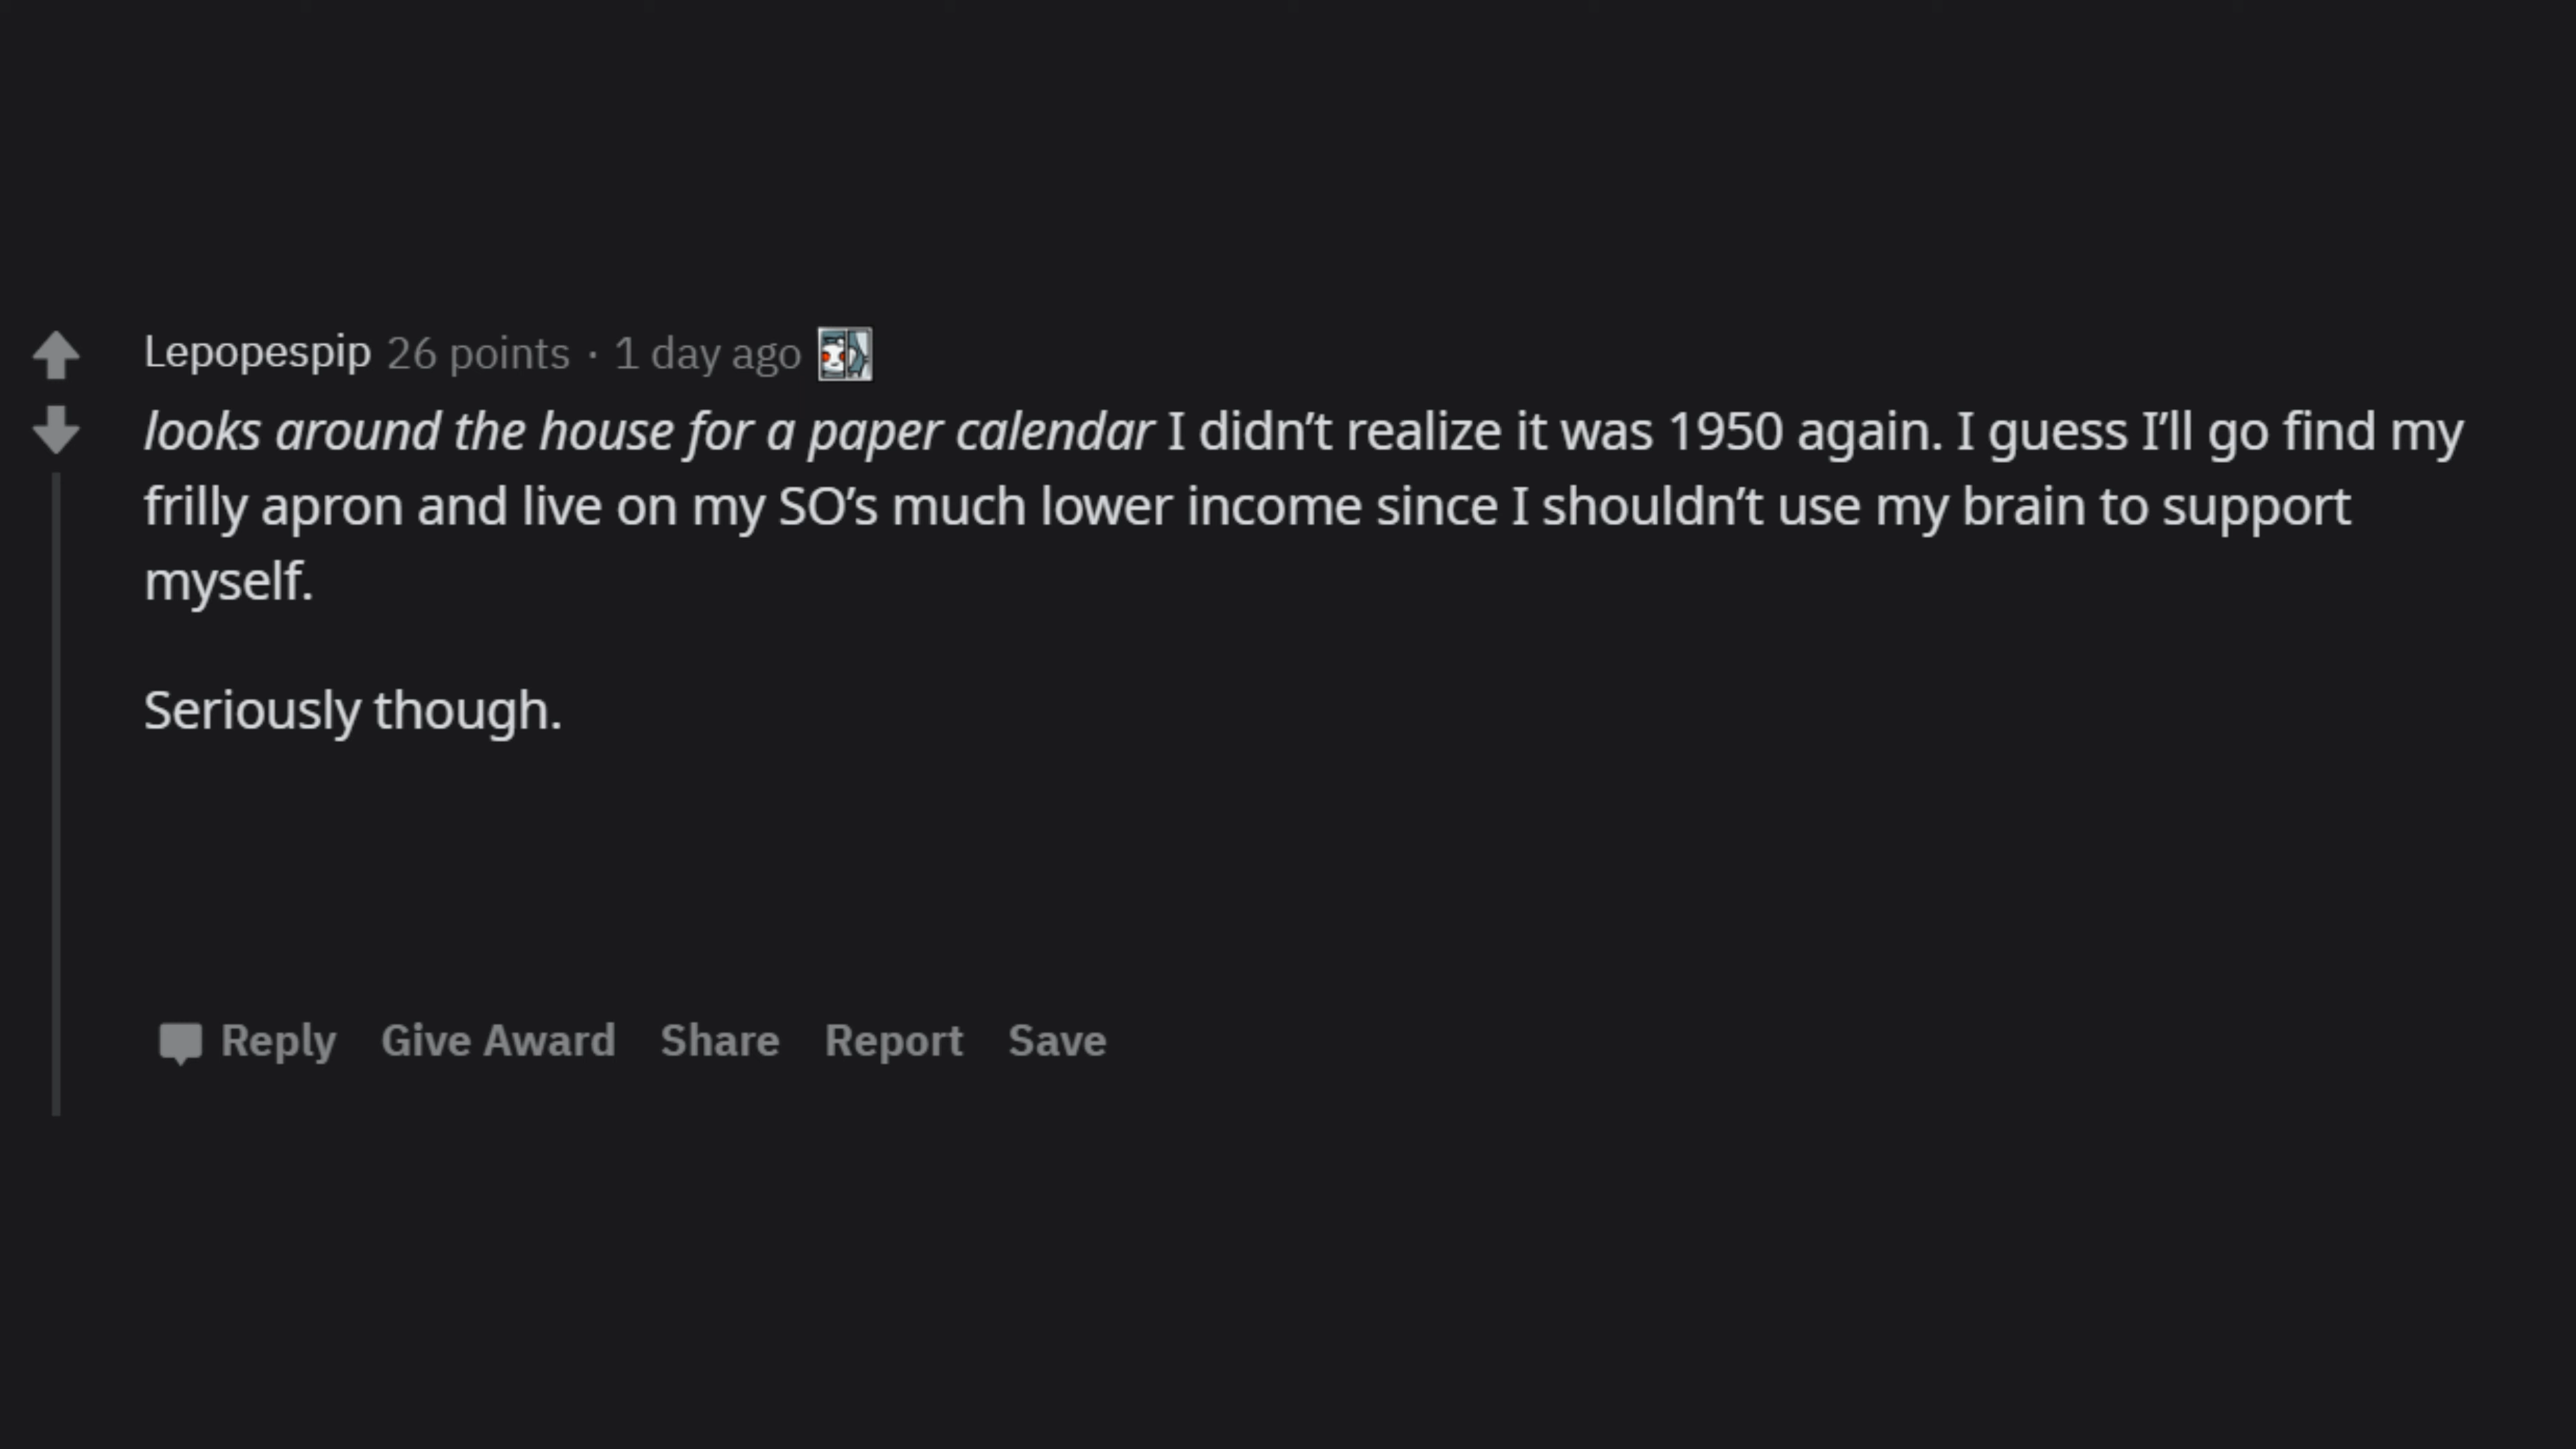 Lepopespip 26 points · 1 day ago
looks around the house for a paper calendar I didn’t realize it was 1950 again. I guess I’ll go find my
frilly apron and live on my SO’s much lower income since I shouldn’t use my brain to support
myself.
Seriously though.
Reply Give Award Share Report Save